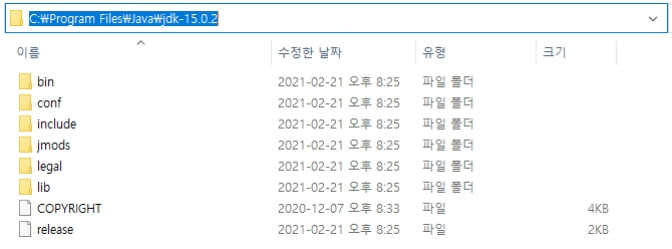 C:₩Program Files₩Java₩jdk-15.0.2
이름 수정한 날짜 유형 크기
bin 2021-02-21 오후 8:25 파일 폴더
conf 2021-02-21 오후 8:25 파일 폴더
include 2021-02-21 오후 8:25 파일 폴더
jmods 2021-02-21 오후 8:25 파일 폴더
legal 2021-02-21 오후 8:25 파일 폴더
lib 2021-02-21 오후 8:25 파일 폴더
COPYRIGHT 2020-12-07 오후 8:33 파일 4KB
release 2021-02-21 오후 8:25 파일 2KB